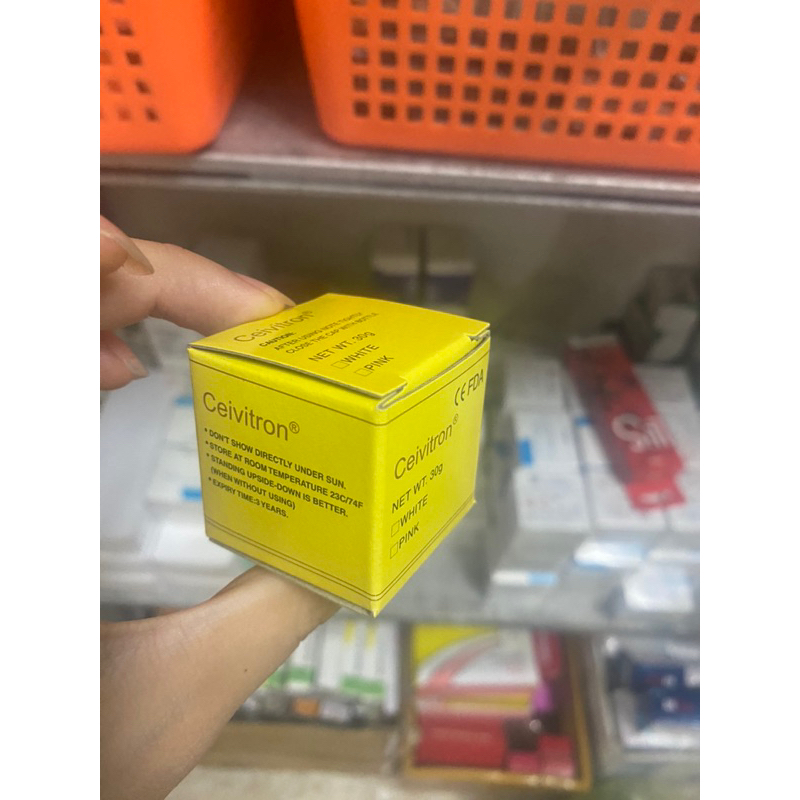 Ceivitron®
CAUTION:
AFTER USING NOTE TIGHTLY
CLOSE THE CAP WITH BOTTLE
NET WT. 30g
□WHITE
□PINK
Ceivitron®
• DON'T SHOW DIRECTLY UNDER SUN.
• STORE AT ROOM TEMPERATURE 23C/74F
• STANDING UPSIDE-DOWN IS BETTER.
(WHEN WITHOUT USING)
• EXPIRY TIME:3 YEARS.
CE FDA
Ceivitron®
NET WT. 30g
□WHITE
□PINK